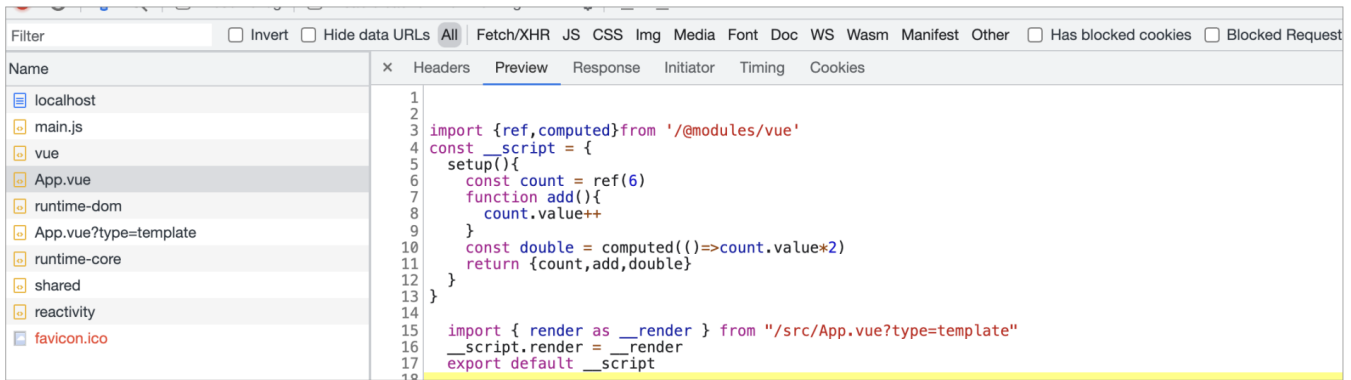 Filter Invert Hide data URLs All Fetch/XHR JS CSS Img Media Font Doc WS Wasm Manifest Other Has blocked cookies Blocked Request
Name
× Headers Preview Response Initiator Timing Cookies
localhost
main.js
vue
App.vue
runtime-dom
App.vue?type=template
runtime-core
shared
reactivity
favicon.ico
1
2
3 import {ref,computed}from '/@modules/vue'
4 const __script = {
5   setup(){
6     const count = ref(6)
7     function add(){
8       count.value++
9     }
10     const double = computed(()=>count.value*2)
11     return {count,add,double}
12   }
13 }
14
15   import { render as __render } from "/src/App.vue?type=template"
16   __script.render = __render
17   export default __script
18